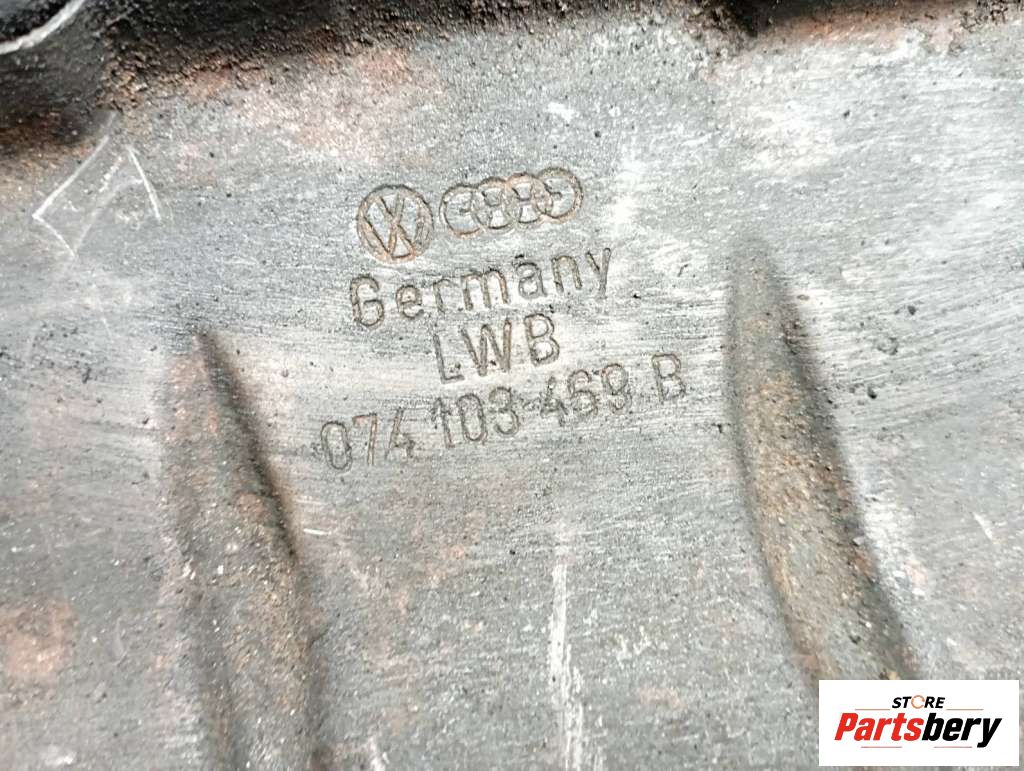 Germany
LWB
074 103 469 B
STORE
Partsbery